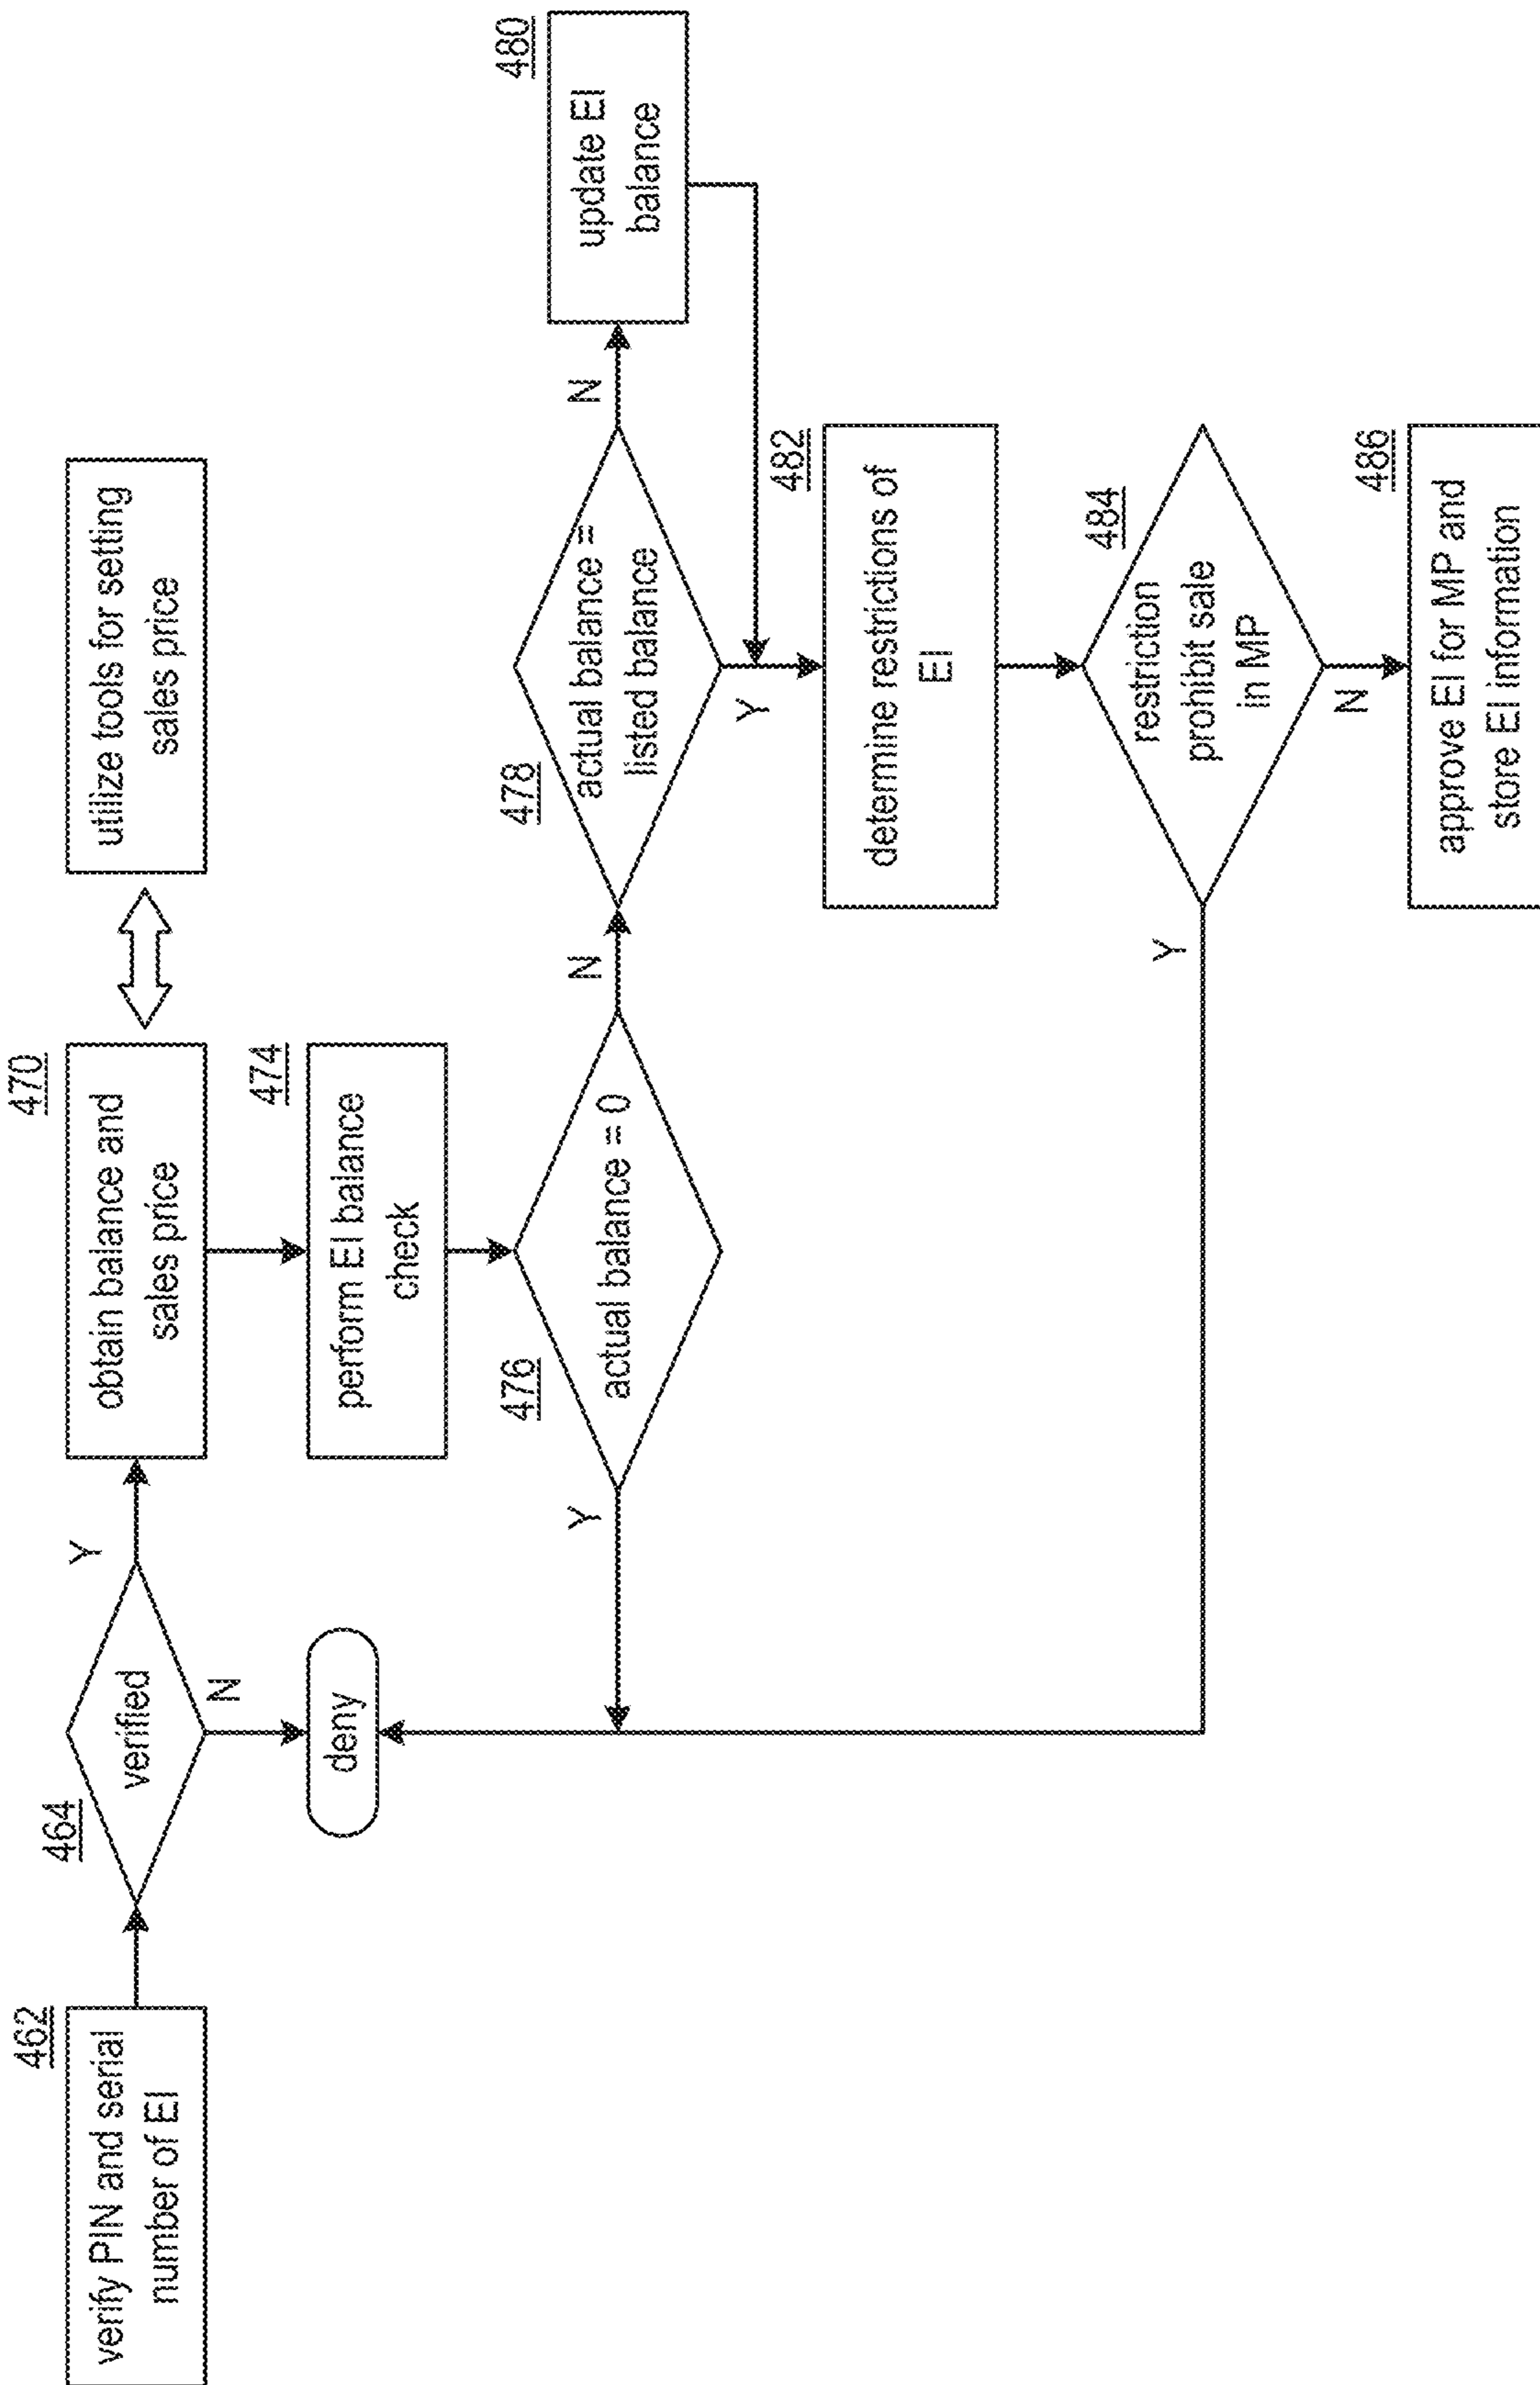 462
verify PIN and serial
number of EI
464
verified
Y
N
deny
470
obtain balance and
sales price
utilize tools for setting
sales price
474
perform EI balance
check
476
actual balance = 0
Y
N
478
actual balance =
listed balance
N
Y
480
update EI
balance
482
determine restrictions of
EI
484
restriction
prohibit sale
in MP
Y
N
486
approve EI for MP and
store EI information